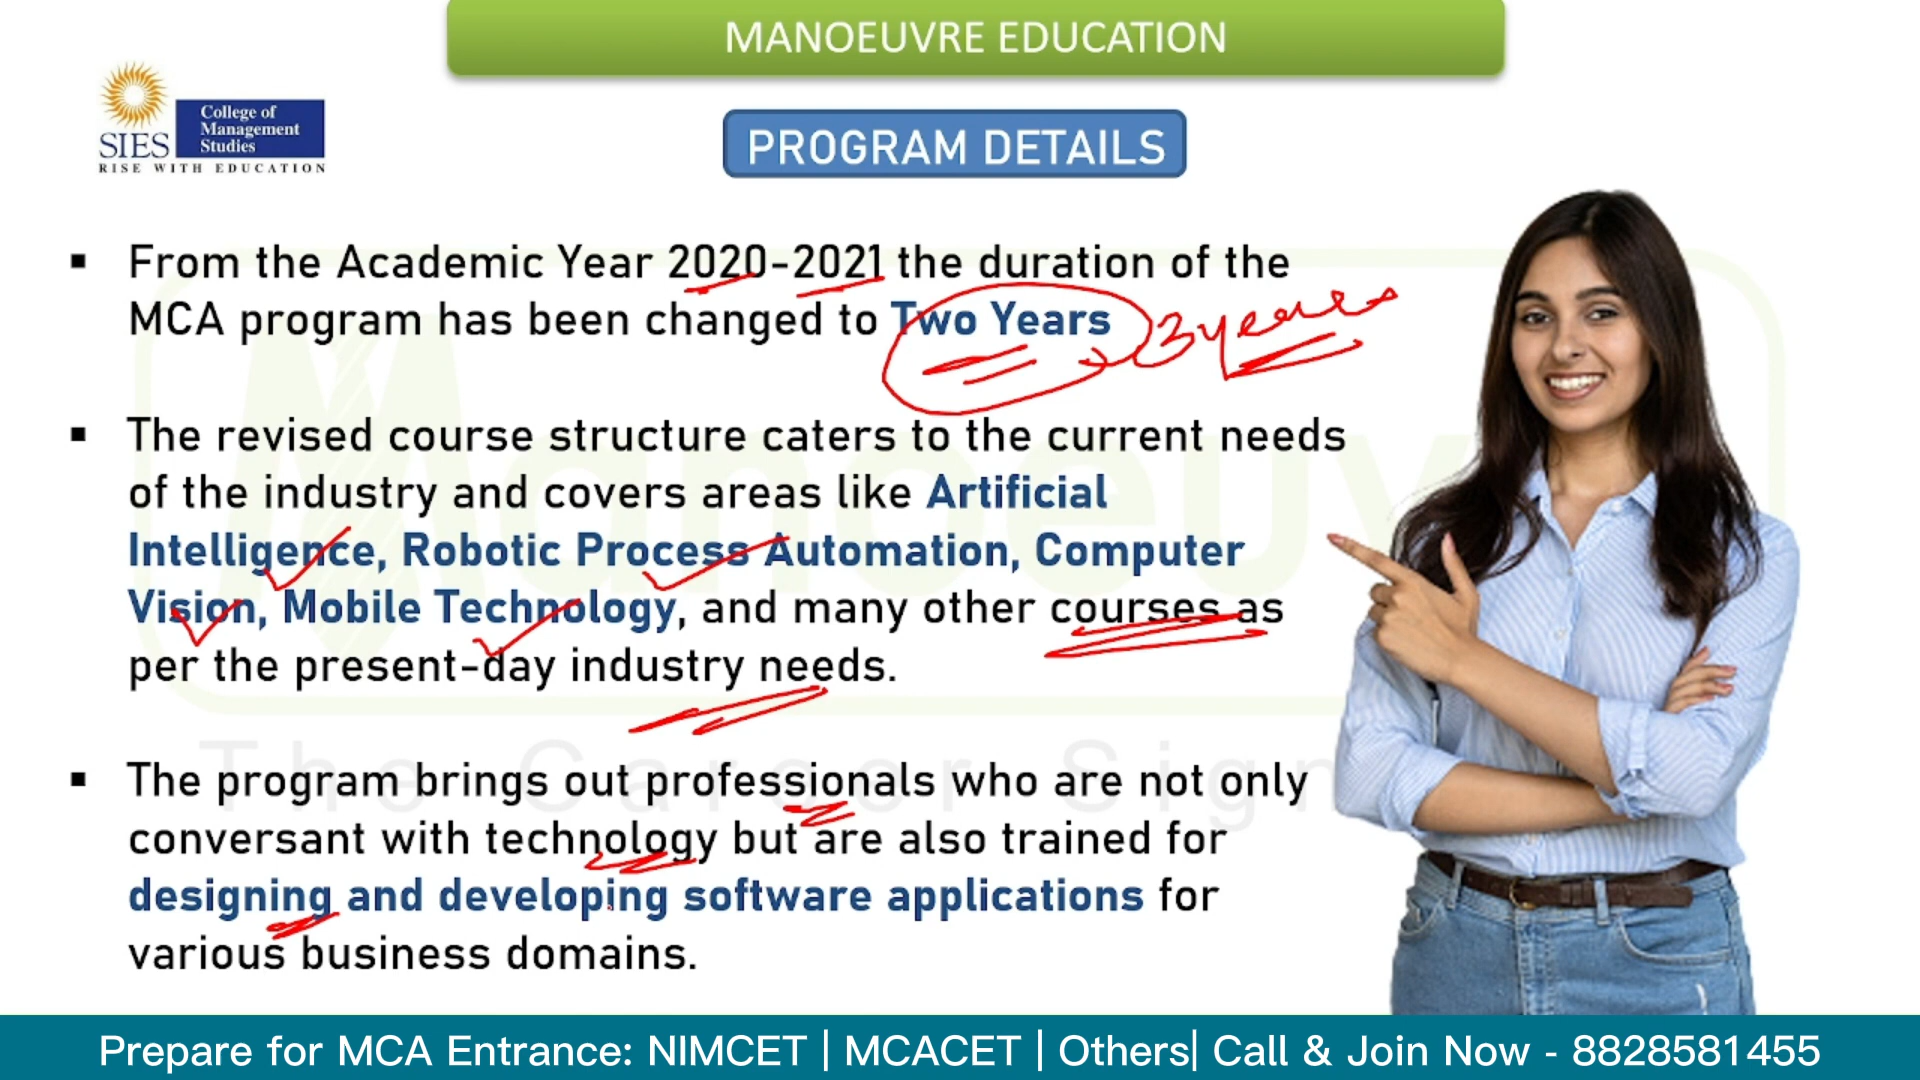 MANOEUVRE EDUCATION
SIES
College of
Management
Studies
RISE WITH EDUCATION
PROGRAM DETAILS
▪ From the Academic Year 2020-2021 the duration of the
MCA program has been changed to Two Years
3 years
▪ The revised course structure caters to the current needs
of the industry and covers areas like Artificial
Intelligence, Robotic Process Automation, Computer
Vision, Mobile Technology, and many other courses as
per the present-day industry needs.
▪ The program brings out professionals who are not only
conversant with technology but are also trained for
designing and developing software applications for
various business domains.
Manoeuv
The Career Sign
Prepare for MCA Entrance: NIMCET | MCACET | Others| Call & Join Now - 8828581455